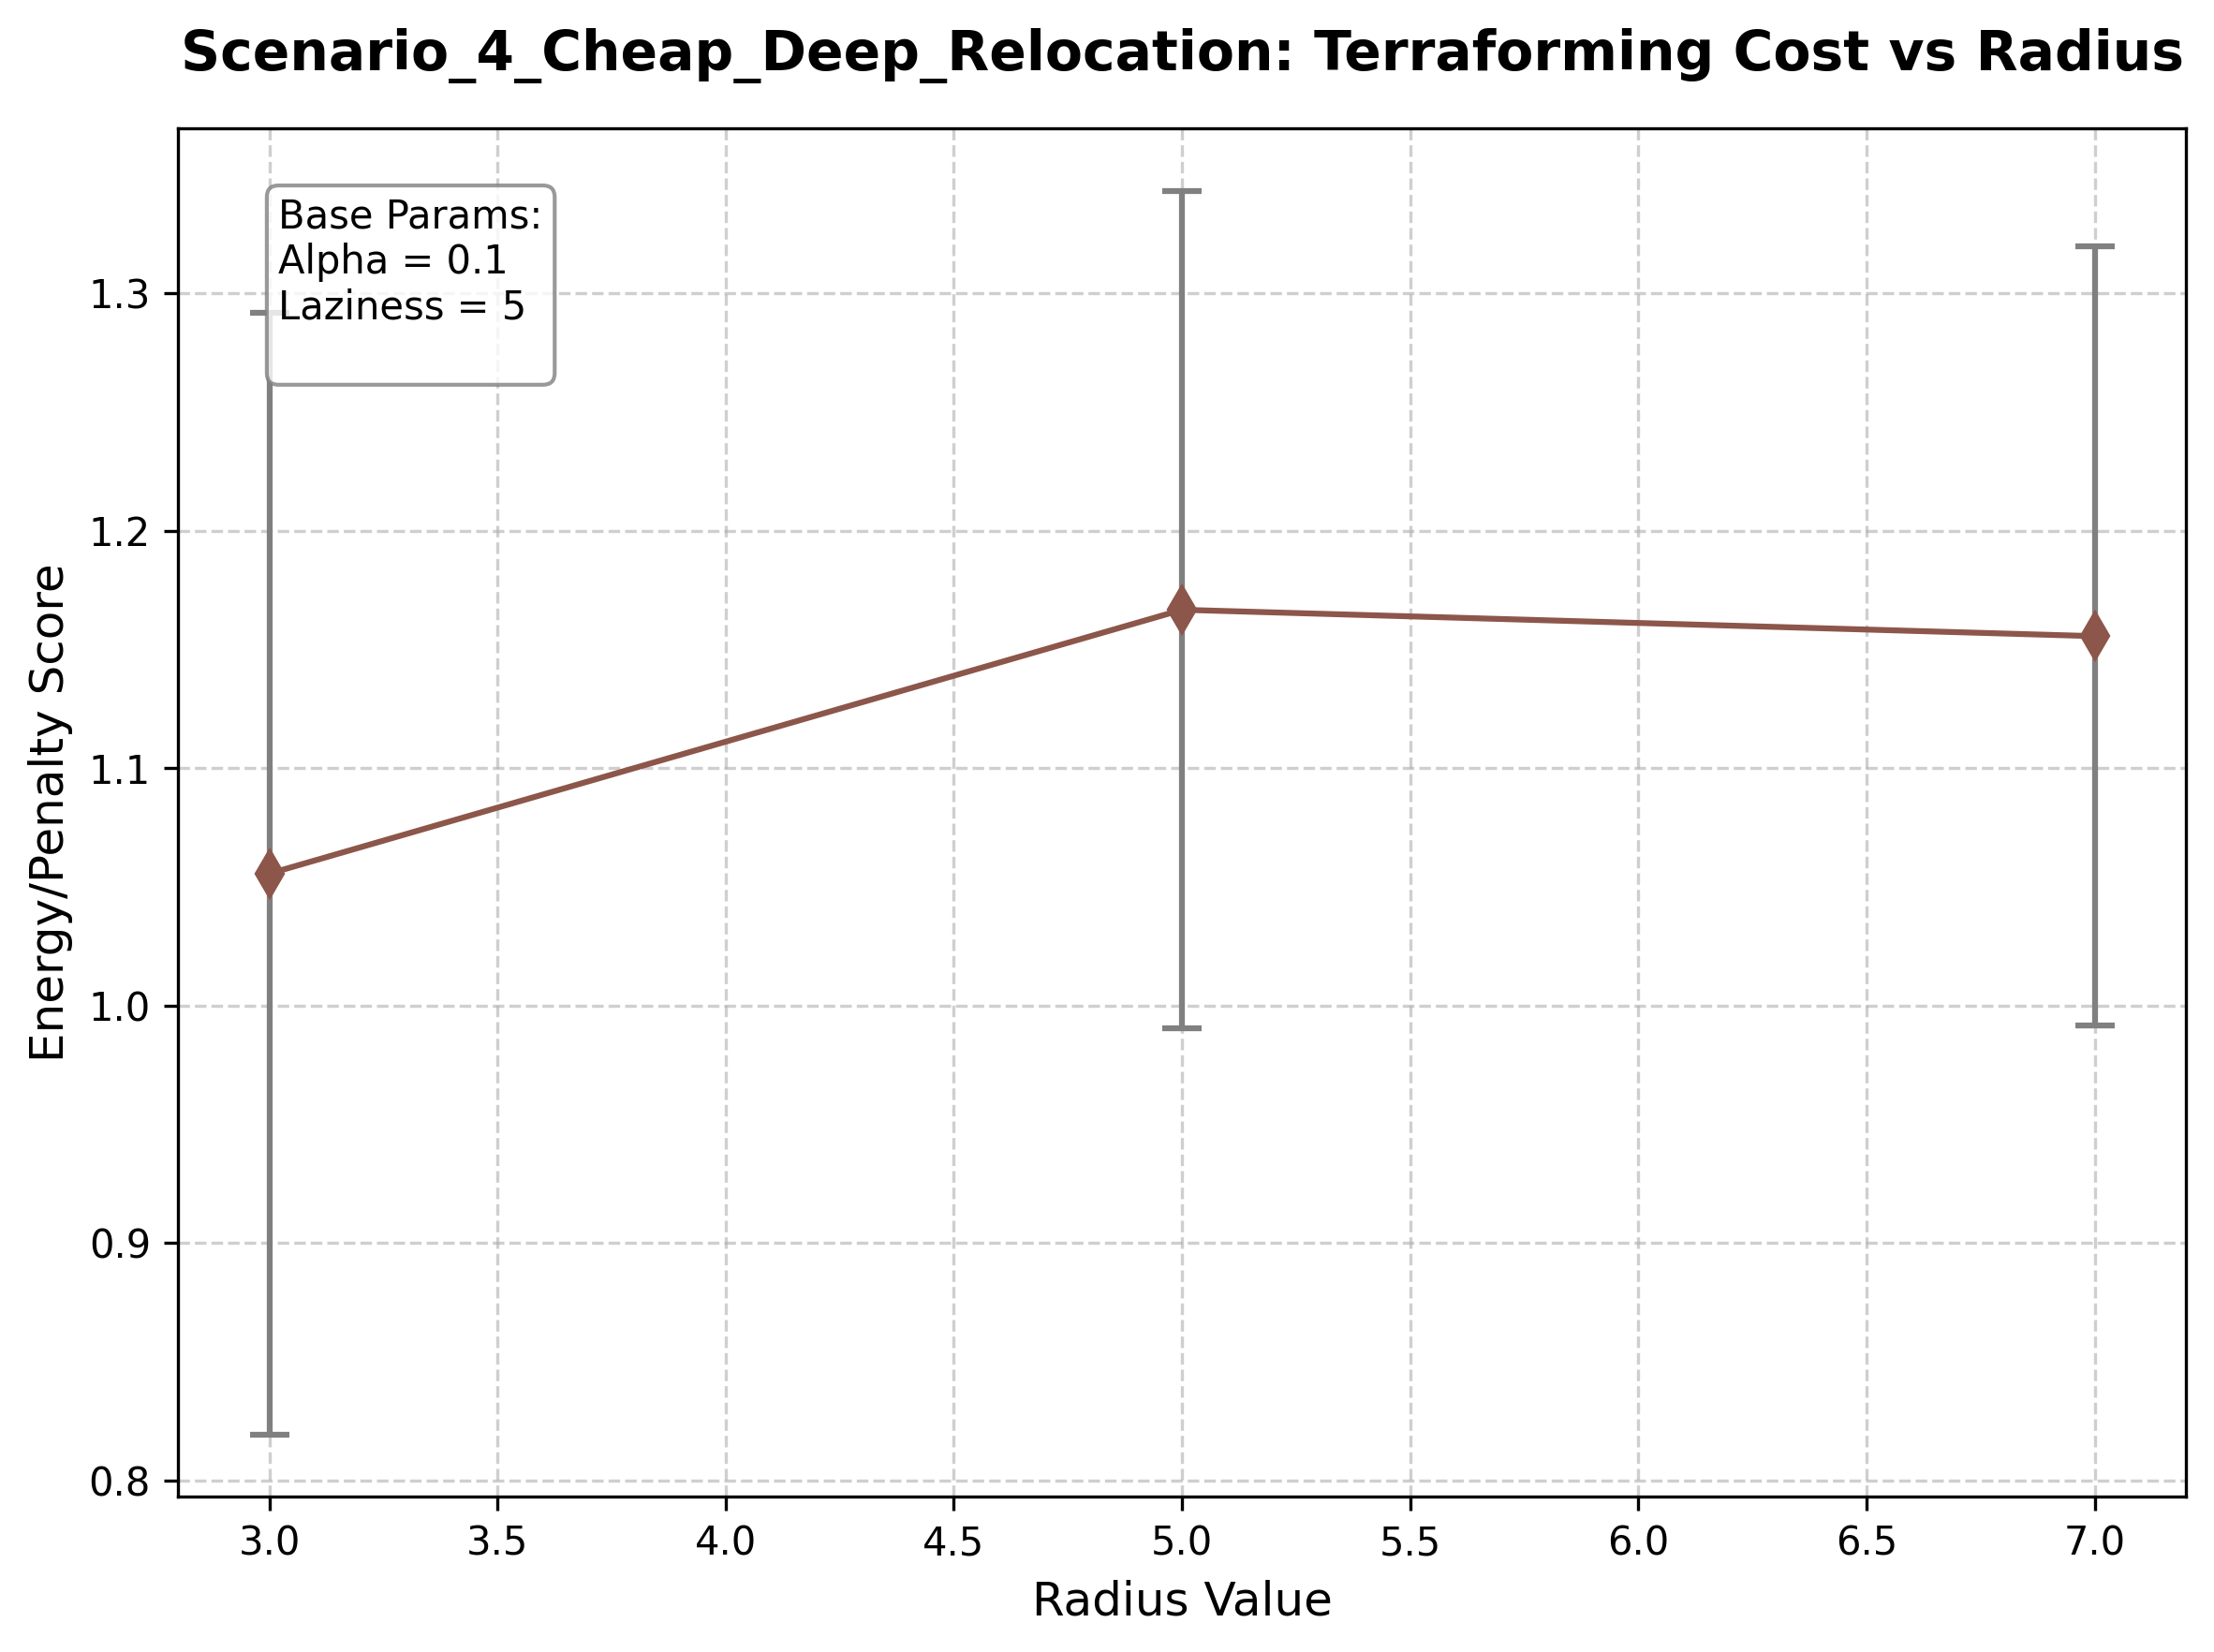 Scenario_4_Cheap_Deep_Relocation: Terraforming Cost vs Radius
Base Params:
Alpha = 0.1
Laziness = 5
Energy/Penalty Score
1.3
1.2
1.1
1.0
0.9
0.8
3.0 3.5 4.0 4.5 5.0 5.5 6.0 6.5 7.0
Radius Value